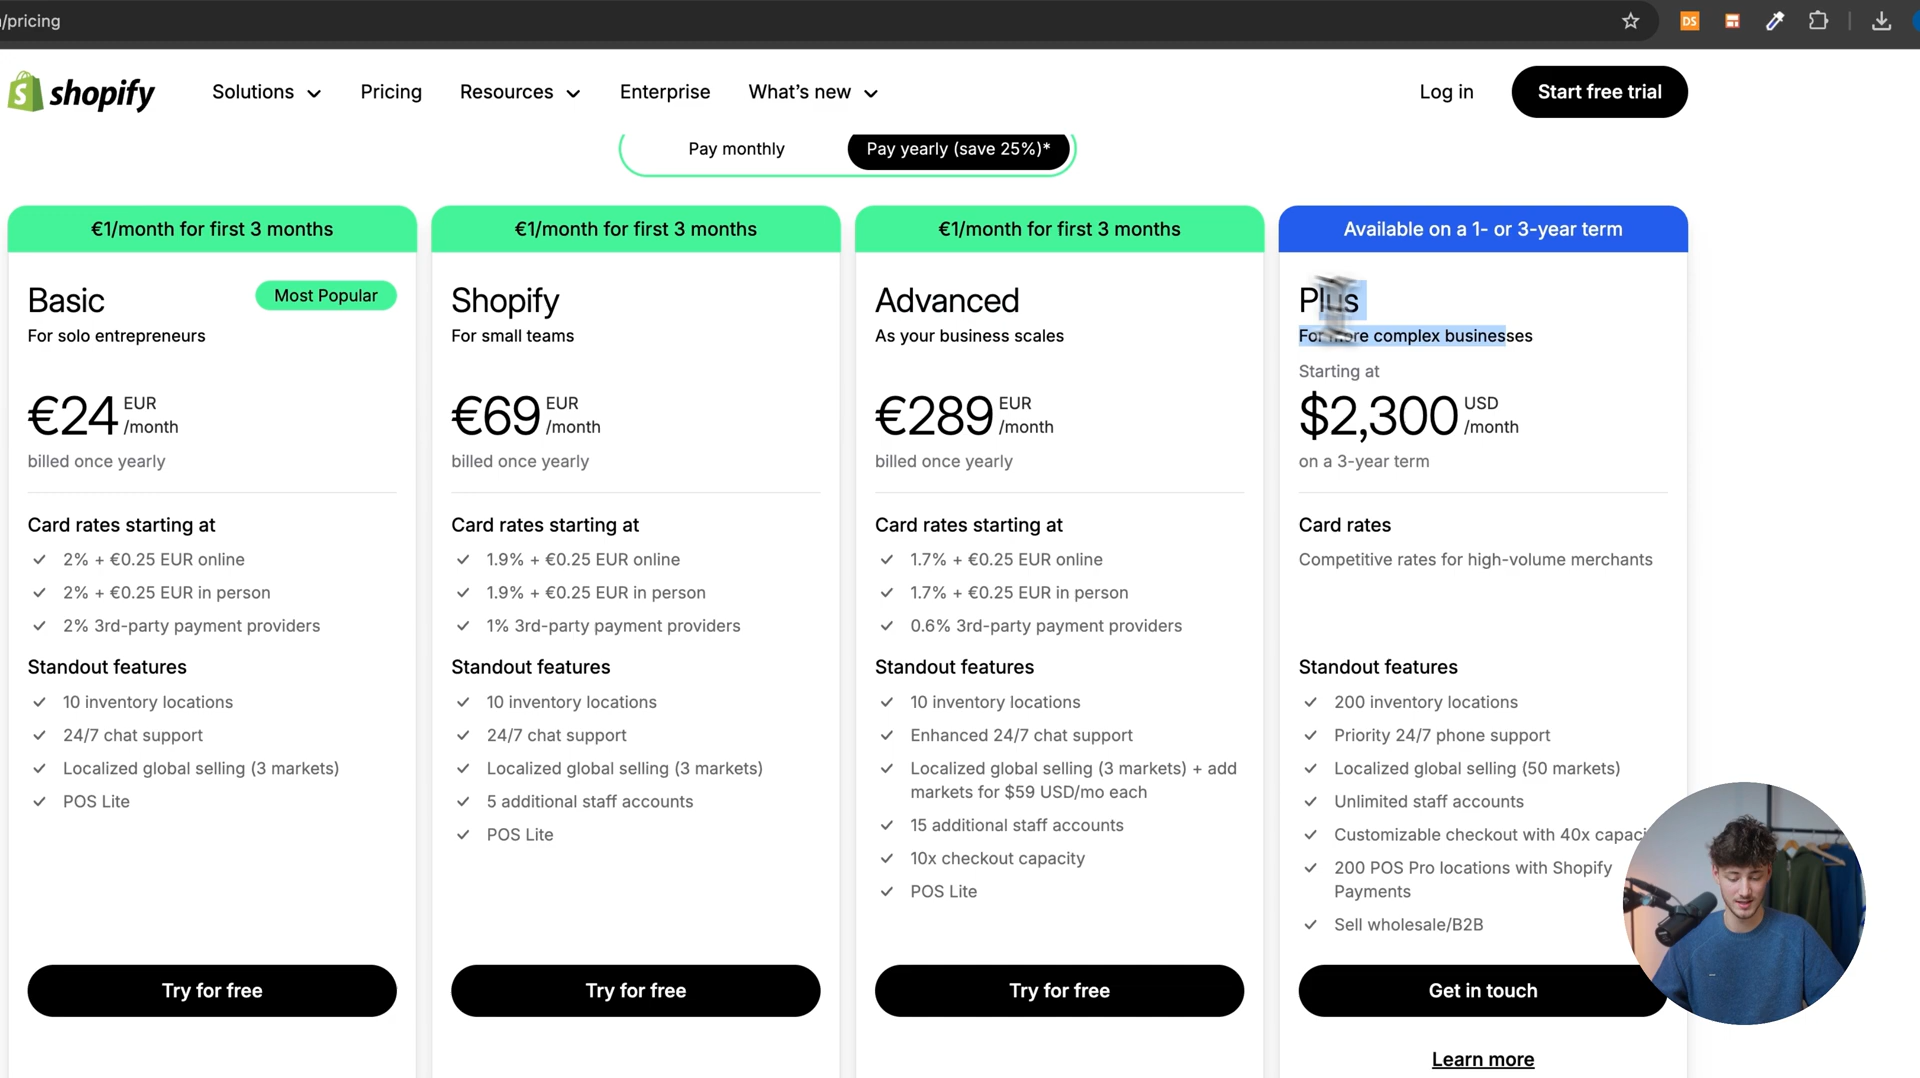 /pricing
DS
shopify
Solutions
Pricing
Resources
Enterprise
What's new
Log in
Start free trial
Pay monthly
Pay yearly (save 25%)*
€1/month for first 3 months
Basic
Most Popular
For solo entrepreneurs
€24 EUR
/month
billed once yearly
Card rates starting at
2% + €0.25 EUR online
2% + €0.25 EUR in person
2% 3rd-party payment providers
Standout features
10 inventory locations
24/7 chat support
Localized global selling (3 markets)
POS Lite
Try for free
€1/month for first 3 months
Shopify
For small teams
€69 EUR
/month
billed once yearly
Card rates starting at
1.9% + €0.25 EUR online
1.9% + €0.25 EUR in person
1% 3rd-party payment providers
Standout features
10 inventory locations
24/7 chat support
Localized global selling (3 markets)
5 additional staff accounts
POS Lite
Try for free
€1/month for first 3 months
Advanced
As your business scales
€289 EUR
/month
billed once yearly
Card rates starting at
1.7% + €0.25 EUR online
1.7% + €0.25 EUR in person
0.6% 3rd-party payment providers
Standout features
10 inventory locations
Enhanced 24/7 chat support
Localized global selling (3 markets) + add
markets for $59 USD/mo each
15 additional staff accounts
10x checkout capacity
POS Lite
Try for free
Available on a 1- or 3-year term
Plus
For more complex businesses
Starting at
$2,300 USD
/month
on a 3-year term
Card rates
Competitive rates for high-volume merchants
Standout features
200 inventory locations
Priority 24/7 phone support
Localized global selling (50 markets)
Unlimited staff accounts
Customizable checkout with 40x capaci
200 POS Pro locations with Shopify
Payments
Sell wholesale/B2B
Get in touch
Learn more